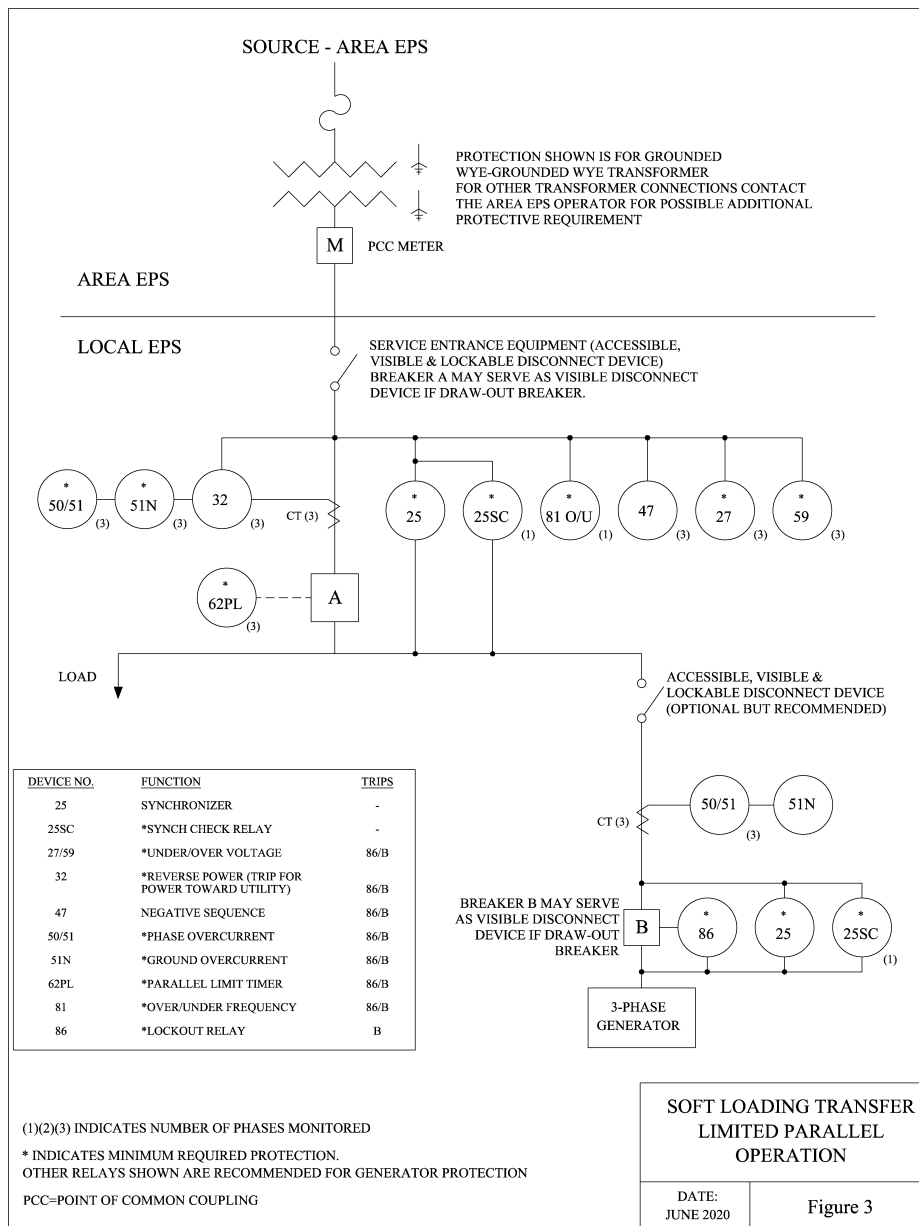 SOURCE - AREA EPS
PROTECTION SHOWN IS FOR GROUNDED
WYE-GROUNDED WYE TRANSFORMER
FOR OTHER TRANSFORMER CONNECTIONS CONTACT
THE AREA EPS OPERATOR FOR POSSIBLE ADDITIONAL
PROTECTIVE REQUIREMENT
M PCC METER
AREA EPS
LOCAL EPS
SERVICE ENTRANCE EQUIPMENT (ACCESSIBLE,
VISIBLE & LOCKABLE DISCONNECT DEVICE)
BREAKER A MAY SERVE AS VISIBLE DISCONNECT
DEVICE IF DRAW-OUT BREAKER.
* 50/51 (3)
* 51N (3)
32 (3)
CT (3)
* 25
* 25SC (1)
* 81 O/U (1)
47 (3)
* 27 (3)
* 59 (3)
* 62PL (3)
A
LOAD
ACCESSIBLE, VISIBLE &
LOCKABLE DISCONNECT DEVICE
(OPTIONAL BUT RECOMMENDED)
CT (3)
50/51 (3)
51N
BREAKER B MAY SERVE
AS VISIBLE DISCONNECT
DEVICE IF DRAW-OUT
BREAKER
B
* 86
* 25
* 25SC (1)
3-PHASE
GENERATOR
DEVICE NO. FUNCTION TRIPS
25 SYNCHRONIZER -
25SC *SYNCH CHECK RELAY -
27/59 *UNDER/OVER VOLTAGE 86/B
32 *REVERSE POWER (TRIP FOR
POWER TOWARD UTILITY) 86/B
47 NEGATIVE SEQUENCE 86/B
50/51 *PHASE OVERCURRENT 86/B
51N *GROUND OVERCURRENT 86/B
62PL *PARALLEL LIMIT TIMER 86/B
81 *OVER/UNDER FREQUENCY 86/B
86 *LOCKOUT RELAY B
(1)(2)(3) INDICATES NUMBER OF PHASES MONITORED
* INDICATES MINIMUM REQUIRED PROTECTION.
OTHER RELAYS SHOWN ARE RECOMMENDED FOR GENERATOR PROTECTION
PCC=POINT OF COMMON COUPLING
SOFT LOADING TRANSFER
LIMITED PARALLEL
OPERATION
DATE:
JUNE 2020
Figure 3